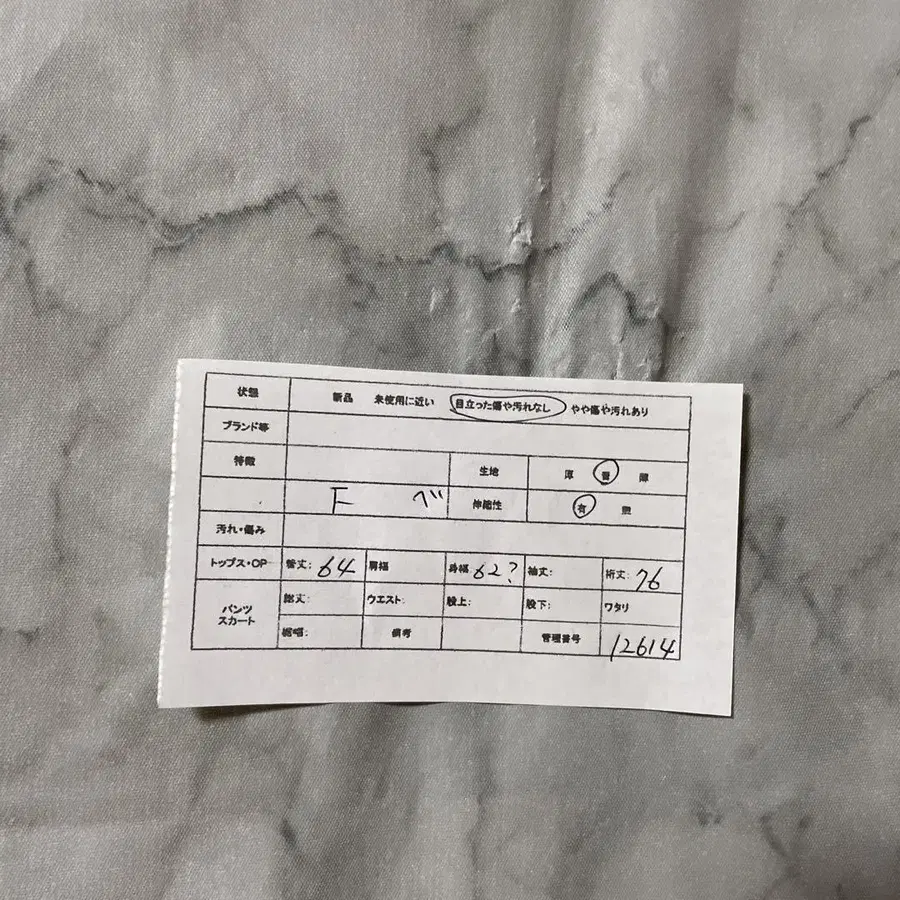 状態 新品 未使用に近い 目立った傷や汚れなし やや傷や汚れあり
ブランド等
特徴 生地 厚 普 薄
F ベ 伸縮性 有 無
汚れ・傷み
トップス・OP 着丈: 64 肩幅 身幅 62? 袖丈: 裄丈: 76
パンツ 総丈: ウエスト: 股上: 股下: ワタリ
スカート 裾幅: 備考 管理番号 12614